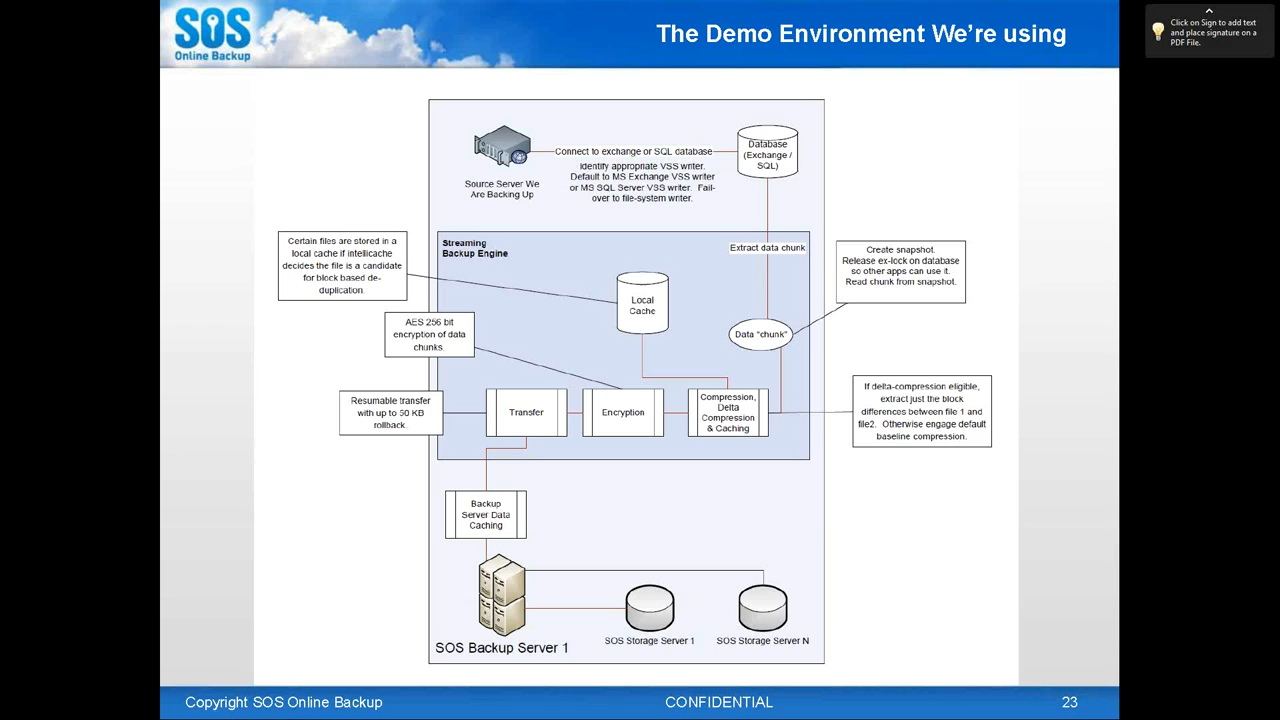 SOS
Online Backup
The Demo Environment We're using
Click on Sign to add text
and place signature on a
PDF File.
Source Server We
Are Backing Up
Connect to exchange or SQL database
Identify appropriate VSS writer.
Default to MS Exchange VSS writer
or MS SQL Server VSS writer. Fail-
over to file-system writer.
Database
(Exchange /
SQL)
Streaming
Backup Engine
Extract data chunk
Certain files are stored in a
local cache if intellicache
decides the file is a candidate
for block based de-
duplication.
Create snapshot.
Release ex-lock on database
so other apps can use it.
Read chunk from snapshot.
Local
Cache
Data "chunk"
AES 256 bit
encryption of data
chunks.
Resumable transfer
with up to 50 KB
rollback.
Transfer
Encryption
Compression,
Delta
Compression
& Caching
If delta-compression eligible,
extract just the block
differences between file 1 and
file2. Otherwise engage default
baseline compression.
Backup
Server Data
Caching
SOS Backup Server 1
SOS Storage Server 1
SOS Storage Server N
Copyright SOS Online Backup
CONFIDENTIAL
23